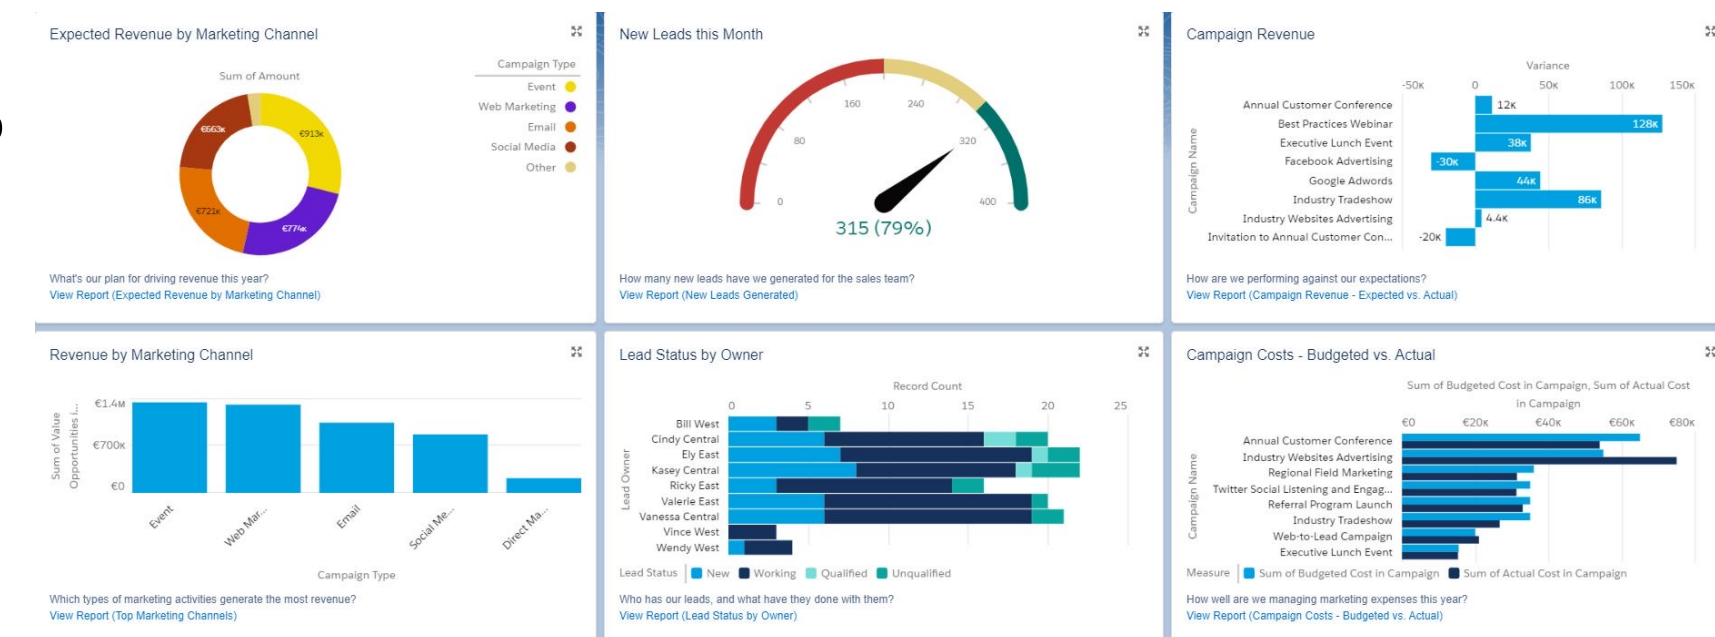 Expected Revenue by Marketing Channel
Sum of Amount
Campaign Type
Event
Web Marketing
Email
Social Media
Other
€913K
€774K
€721K
€663K
What's our plan for driving revenue this year?
View Report (Expected Revenue by Marketing Channel)
New Leads this Month
0
80
160
240
320
400
315 (79%)
How many new leads have we generated for the sales team?
View Report (New Leads Generated)
Campaign Revenue
Variance
-50K 0 50K 100K 150K
Campaign Name
Annual Customer Conference 12K
Best Practices Webinar 128K
Executive Lunch Event 38K
Facebook Advertising -30K
Google Adwords 44K
Industry Tradeshow 86K
Industry Websites Advertising 4.4K
Invitation to Annual Customer Con... -20K
How are we performing against our expectations?
View Report (Campaign Revenue - Expected vs. Actual)
Revenue by Marketing Channel
Sum of Value
Opportunities i...
€1.4M
€700K
€0
Event
Web Mar...
Email
Social Me...
Direct Ma...
Campaign Type
Which types of marketing activities generate the most revenue?
View Report (Top Marketing Channels)
Lead Status by Owner
Record Count
0 5 10 15 20 25
Lead Owner
Bill West
Cindy Central
Ely East
Kasey Central
Ricky East
Valerie East
Vanessa Central
Vince West
Wendy West
Lead Status New Working Qualified Unqualified
Who has our leads, and what have they done with them?
View Report (Lead Status by Owner)
Campaign Costs - Budgeted vs. Actual
Sum of Budgeted Cost in Campaign, Sum of Actual Cost
in Campaign
€0 €20K €40K €60K €80K
Campaign Name
Annual Customer Conference
Industry Websites Advertising
Regional Field Marketing
Twitter Social Listening and Engag...
Referral Program Launch
Industry Tradeshow
Web-to-Lead Campaign
Executive Lunch Event
Measure Sum of Budgeted Cost in Campaign Sum of Actual Cost in Campaign
How well are we managing marketing expenses this year?
View Report (Campaign Costs - Budgeted vs. Actual)